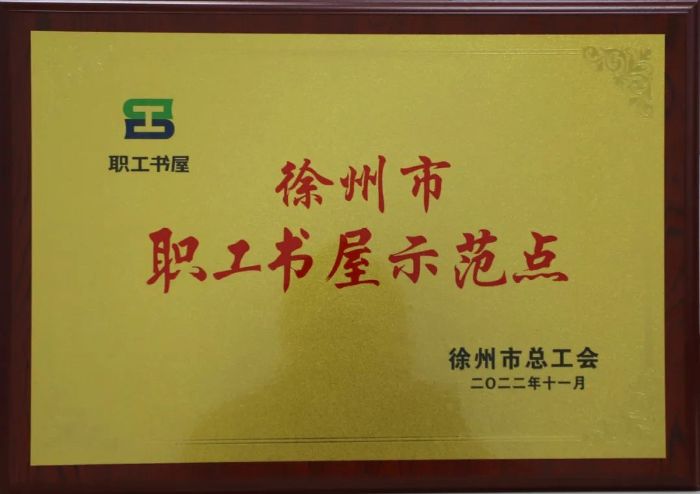 职工书屋
徐州市
职工书屋示范点
徐州市总工会
二〇二二年十一月